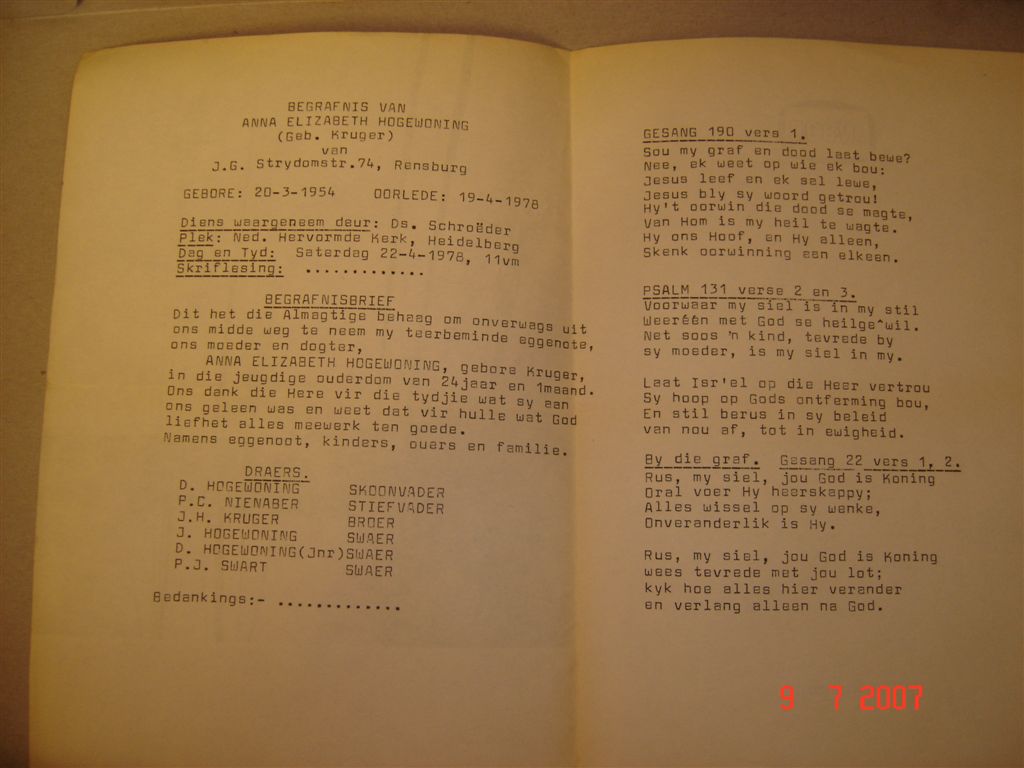 BEGRAFNIS VAN
ANNA ELIZABETH HOGEWONING
(Geb. Kruger)
van
J.G. Strydomstr.74, Rensburg
GEBORE: 20-3-1954 OORLEDE: 19-4-1978
Diens waargeneem deur: Ds. Schroëder
Plek: Ned. Hervormde Kerk, Heidelberg
Dag en Tyd: Saterdag 22-4-1978, 11vm
Skriflesing: .............
BEGRAFNISBRIEF
Dit het die Almagtige behaag om onverwags uit
ons midde weg te neem my teerbeminde eggenote,
ons moeder en dogter,
ANNA ELIZABETH HOGEWONING, gebore Kruger,
in die jeugdige ouderdom van 24jaar en 1maand.
Ons dank die Here vir die tydjie wat sy aan
ons geleen was en weet dat vir hulle wat God
liefhet alles meewerk ten goede.
Namens eggenoot, kinders, ouers en familie.
DRAERS.
D. HOGEWONING SKOONVADER
P.C. NIENABER STIEFVADER
J.H. KRUGER BROER
J. HOGEWONING SWAER
D. HOGEWONING(Jnr)SWAER
P.J. SWART SWAER
Bedankings:- .............
GESANG 190 vers 1.
Sou my graf en dood laat bewe?
Nee, ek weet op wie ek bou:
Jesus leef en ek sal lewe,
Jesus bly sy woord getrou!
Hy't oorwin die dood se magte,
Van Hom is my heil te wagte.
Hy ons Hoof, en Hy alleen,
Skenk oorwinning aan elkeen.
PSALM 131 verse 2 en 3.
Voorwaar my siel is in my stil
Weeréén met God se heilge^wil.
Net soos 'n kind, tevrede by
sy moeder, is my siel in my.
Laat Isr'el op die Heer vertrou
Sy hoop op Gods ontferming bou,
En stil berus in sy beleid
van nou af, tot in ewigheid.
By die graf. Gesang 22 vers 1, 2.
Rus, my siel, jou God is Koning
Oral voer Hy heerskappy;
Alles wissel op sy wenke,
Onveranderlik is Hy.
Rus, my siel, jou God is Koning
wees tevrede met jou lot;
kyk hoe alles hier verander
en verlang alleen na God.
9 7 2007